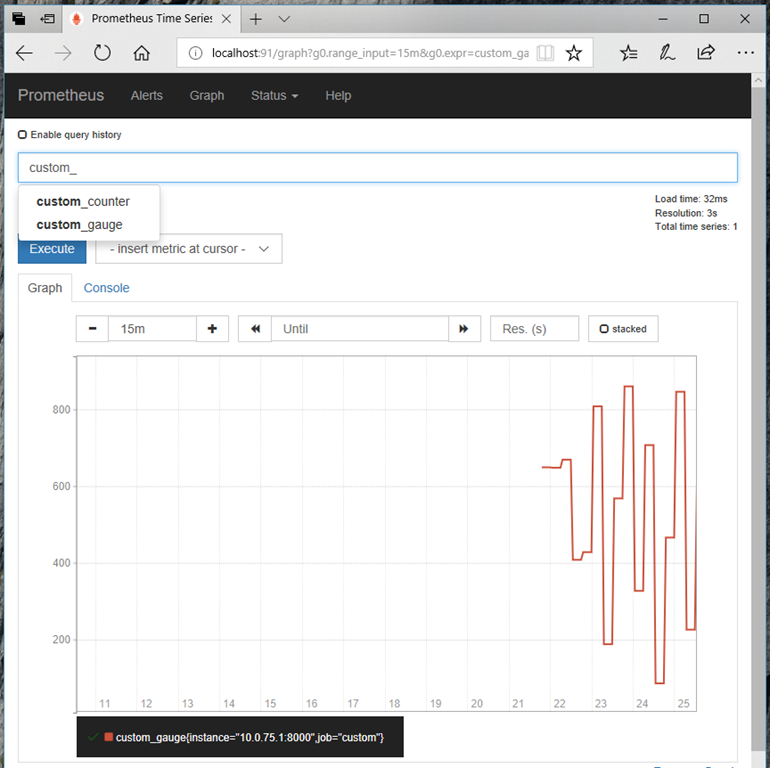 Prometheus Time Series
localhost:91/graph?g0.range_input=15m&g0.expr=custom_ga
Prometheus Alerts Graph Status Help
Enable query history
custom_
custom_counter
custom_gauge
Load time: 32ms
Resolution: 3s
Total time series: 1
Execute - insert metric at cursor -
Graph Console
15m Until Res. (s) stacked
800
600
400
200
11 12 13 14 15 16 17 18 19 20 21 22 23 24 25
custom_gauge{instance="10.0.75.1:8000",job="custom"}